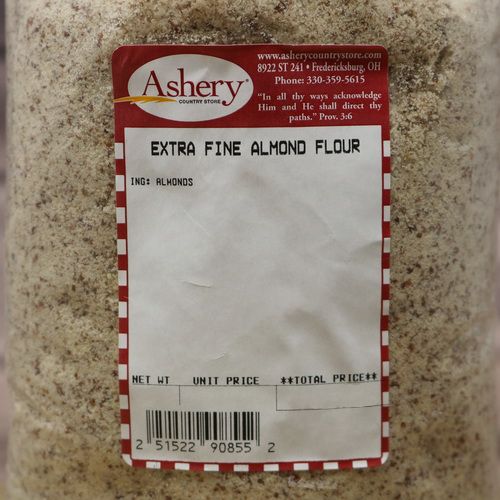 Ashery®
COUNTRY STORE
www.asherycountrystore.com
8922 ST 241 • Fredericksburg, OH
Phone: 330-359-5615
“In all thy ways acknowledge
Him and He shall direct thy
paths.” Prov. 3:6
EXTRA FINE ALMOND FLOUR
ING: ALMONDS
NET WT UNIT PRICE **TOTAL PRICE**
2 51522 90855 2